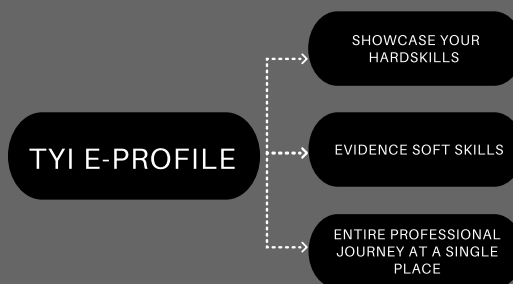 SHOWCASE YOUR
HARDSKILLS
TYI E-PROFILE
EVIDENCE SOFT SKILLS
ENTIRE PROFESSIONAL
JOURNEY AT A SINGLE
PLACE